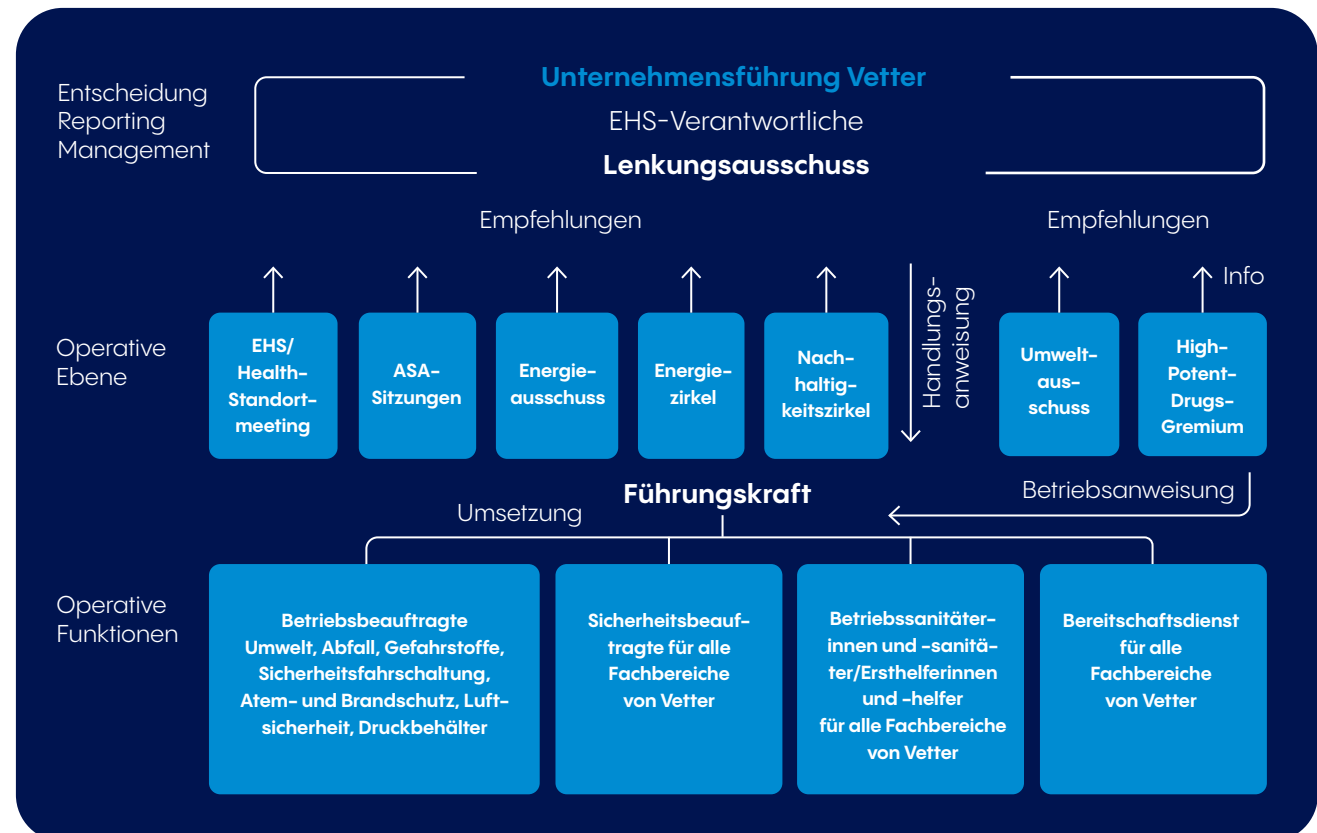 Entscheidung
Reporting
Management
Unternehmensführung Vetter
EHS-Verantwortliche
Lenkungsausschuss
Empfehlungen
Empfehlungen
Info
Operative
Ebene
EHS/
Health-
Standort-
meeting
ASA-
Sitzungen
Energie-
ausschuss
Energie-
zirkel
Nach-
haltig-
keitszirkel
Handlungs-
anweisung
Umwelt-
aus-
schuss
High-
Potent-
Drugs-
Gremium
Führungskraft
Betriebsanweisung
Umsetzung
Operative
Funktionen
Betriebsbeauftragte
Umwelt, Abfall, Gefahrstoffe,
Sicherheitsfahrschaltung,
Atem- und Brandschutz, Luft-
sicherheit, Druckbehälter
Sicherheitsbeauf-
tragte für alle
Fachbereiche
von Vetter
Betriebssanitäter-
innen und -sanitä-
ter/Ersthelferinnen
und -helfer
für alle Fachbereiche
von Vetter
Bereitschaftsdienst
für alle
Fachbereiche
von Vetter